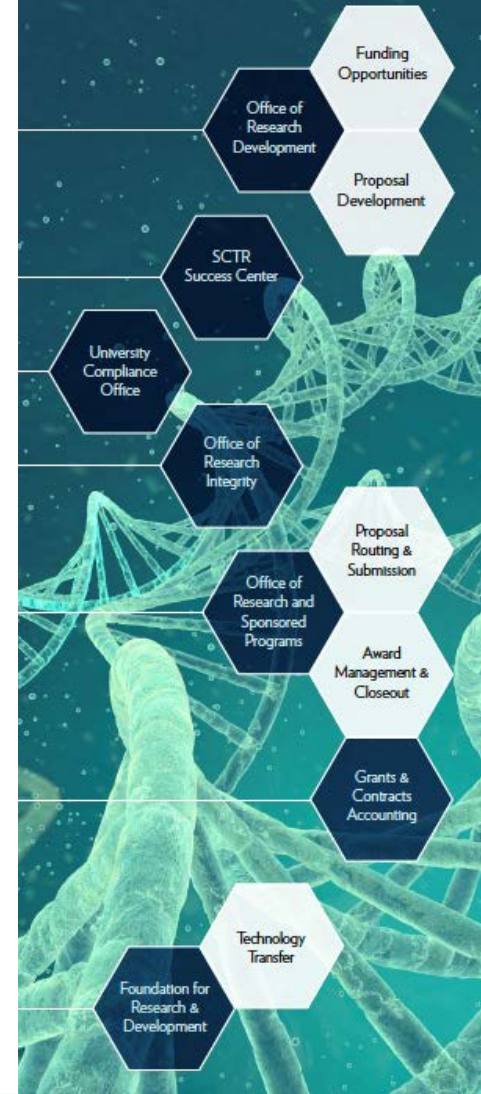 Funding
Opportunities
Office of
Research
Development
Proposal
Development
SCTR
Success Center
University
Compliance
Office
Office of
Research
Integrity
Proposal
Routing &
Submission
Office of
Research and
Sponsored
Programs
Award
Management &
Closeout
Grants &
Contracts
Accounting
Technology
Transfer
Foundation for
Research &
Development